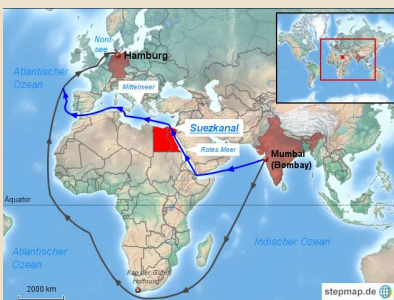 Nord
see
Hamburg
Atlantischer
Ozean
Mittelmeer
Suezkanal
Rotes Meer
Mumbai
(Bombay)
Äquator
Atlantischer
Ozean
Indischer Ozean
Kap der Guten
Hoffnung
2000 km
stepmap.de